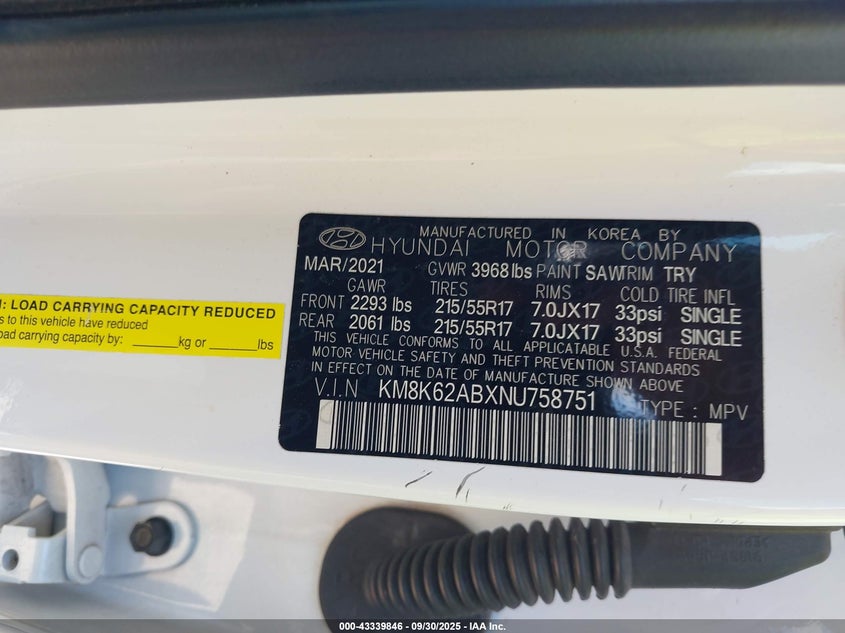 MANUFACTURED IN KOREA BY
HYUNDAI MOTOR COMPANY
MAR/2021 GVWR 3968 lbs PAINT SAW TRIM TRY
GAWR TIRES RIMS COLD TIRE INFL
FRONT 2293 lbs 215/55R17 7.0JX17 33psi SINGLE
REAR 2061 lbs 215/55R17 7.0JX17 33psi SINGLE
THIS VEHICLE CONFORMS TO ALL APPLICABLE U.S.A. FEDERAL
MOTOR VEHICLE SAFETY AND THEFT PREVENTION STANDARDS
IN EFFECT ON THE DATE OF MANUFACTURE SHOWN ABOVE
V.I.N KM8K62ABXNU758751 TYPE : MPV
: LOAD CARRYING CAPACITY REDUCED
s to this vehicle have reduced
oad carrying capacity by: ______kg or ______lbs
000-43339846 - 09/30/2025 - IAA Inc.